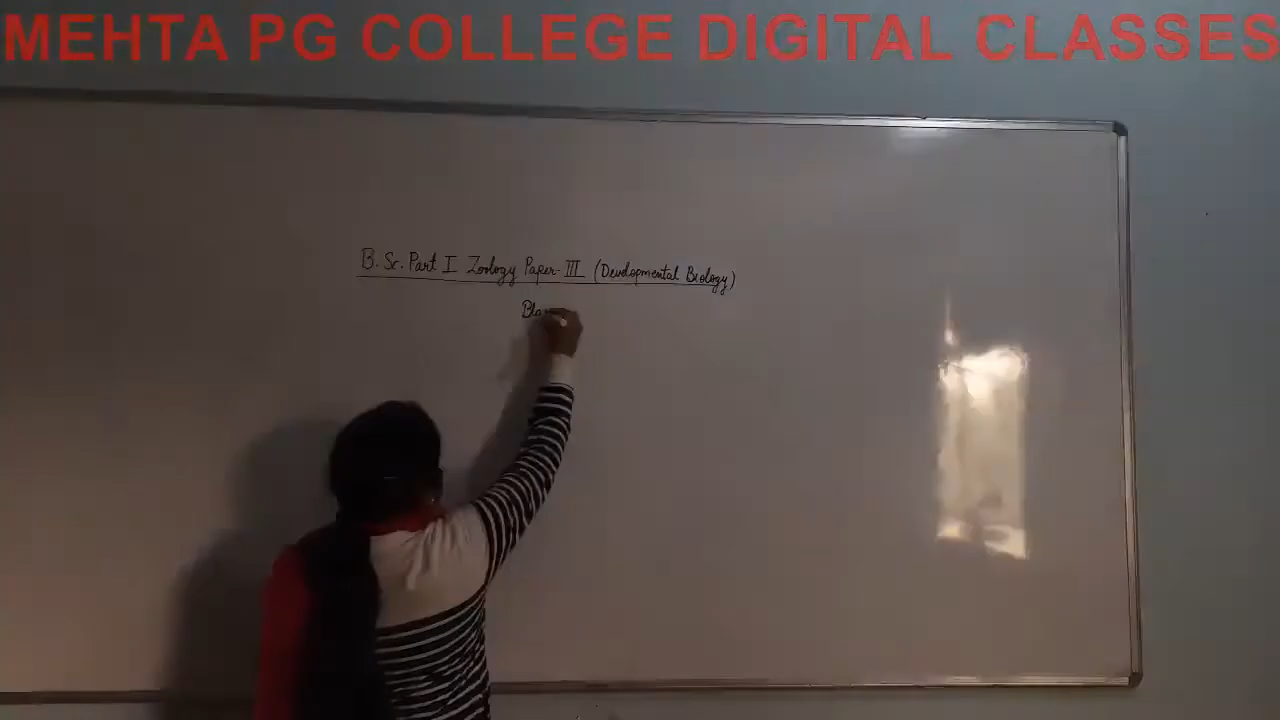 MEHTA PG COLLEGE DIGITAL CLASSES
B. Sc. Part I Zoology Paper-III (Developmental Biology)